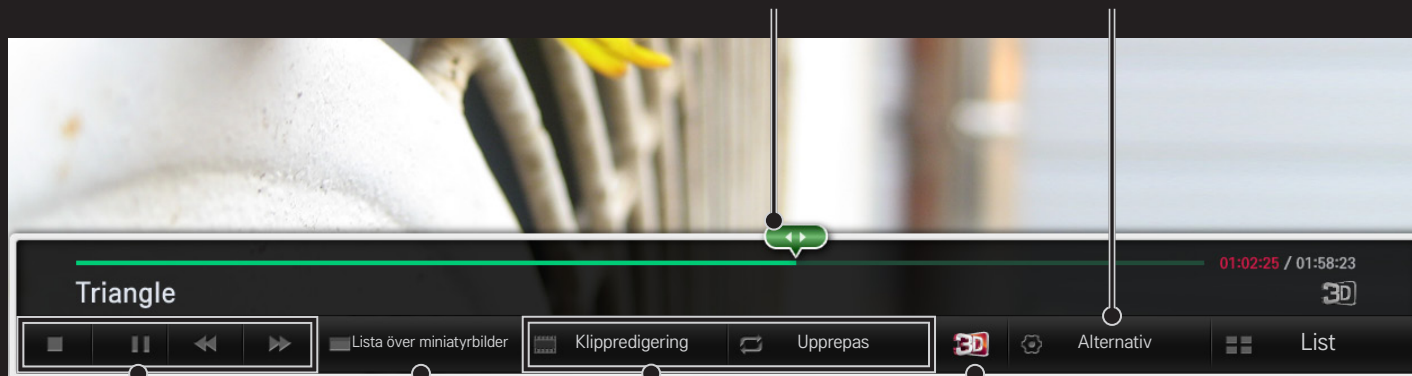 01:02:25 / 01:58:23
Triangle 3D
Lista över miniatyrbilder Klippredigering Upprepas 3D Alternativ List